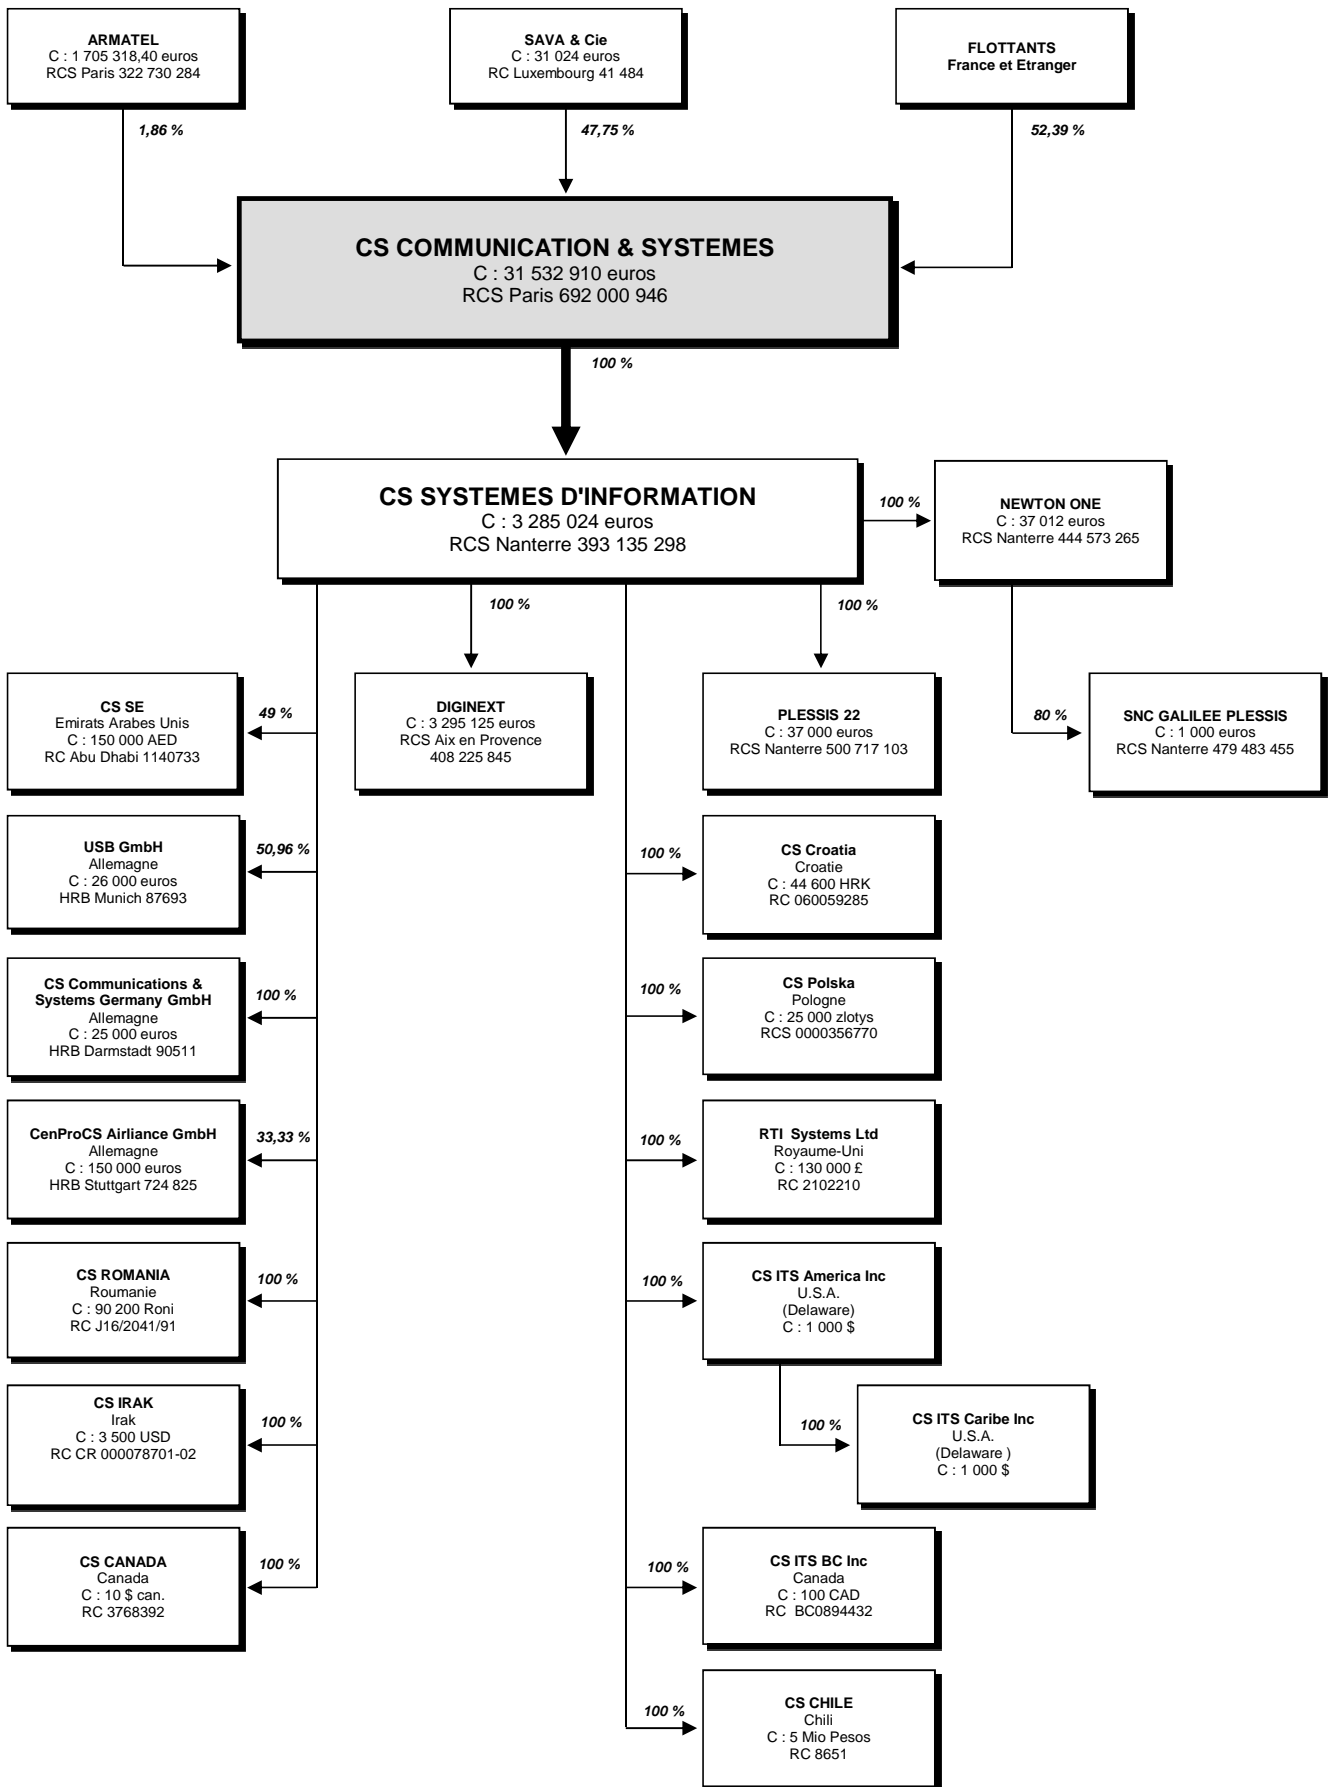 ARMATEL
C : 1 705 318,40 euros
RCS Paris 322 730 284
SAVA & Cie
C : 31 024 euros
RC Luxembourg 41 484
FLOTTANTS
France et Etranger
1,86 %
47,75 %
52,39 %
CS COMMUNICATION & SYSTEMES
C : 31 532 910 euros
RCS Paris 692 000 946
100 %
CS SYSTEMES D'INFORMATION
C : 3 285 024 euros
RCS Nanterre 393 135 298
100 %
NEWTON ONE
C : 37 012 euros
RCS Nanterre 444 573 265
100 %
100 %
CS SE
Emirats Arabes Unis
C : 150 000 AED
RC Abu Dhabi 1140733
49 %
DIGINEXT
C : 3 295 125 euros
RCS Aix en Provence
408 225 845
PLESSIS 22
C : 37 000 euros
RCS Nanterre 500 717 103
80 %
SNC GALILEE PLESSIS
C : 1 000 euros
RCS Nanterre 479 483 455
USB GmbH
Allemagne
C : 26 000 euros
HRB Munich 87693
50,96 %
100 %
CS Croatia
Croatie
C : 44 600 HRK
RC 060059285
CS Communications &
Systems Germany GmbH
Allemagne
C : 25 000 euros
HRB Darmstadt 90511
100 %
100 %
CS Polska
Pologne
C : 25 000 zlotys
RCS 0000356770
CenProCS Airliance GmbH
Allemagne
C : 150 000 euros
HRB Stuttgart 724 825
33,33 %
100 %
RTI Systems Ltd
Royaume-Uni
C : 130 000 £
RC 2102210
CS ROMANIA
Roumanie
C : 90 200 Roni
RC J16/2041/91
100 %
100 %
CS ITS America Inc
U.S.A.
(Delaware)
C : 1 000 $
CS IRAK
Irak
C : 3 500 USD
RC CR 000078701-02
100 %
100 %
CS ITS Caribe Inc
U.S.A.
(Delaware )
C : 1 000 $
CS CANADA
Canada
C : 10 $ can.
RC 3768392
100 %
100 %
CS ITS BC Inc
Canada
C : 100 CAD
RC BC0894432
100 %
CS CHILE
Chili
C : 5 Mio Pesos
RC 8651